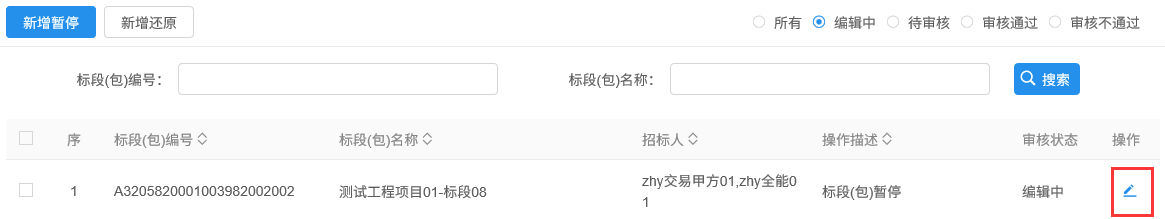 新增暂停 新增还原 所有 编辑中 待审核 审核通过 审核不通过
标段(包)编号： 标段(包)名称： 搜索
序 标段(包)编号 标段(包)名称 招标人 操作描述 审核状态 操作
1 A3205820001003982002002 测试工程项目01-标段08 zhy交易甲方01,zhy全能0
1 标段(包)暂停 编辑中